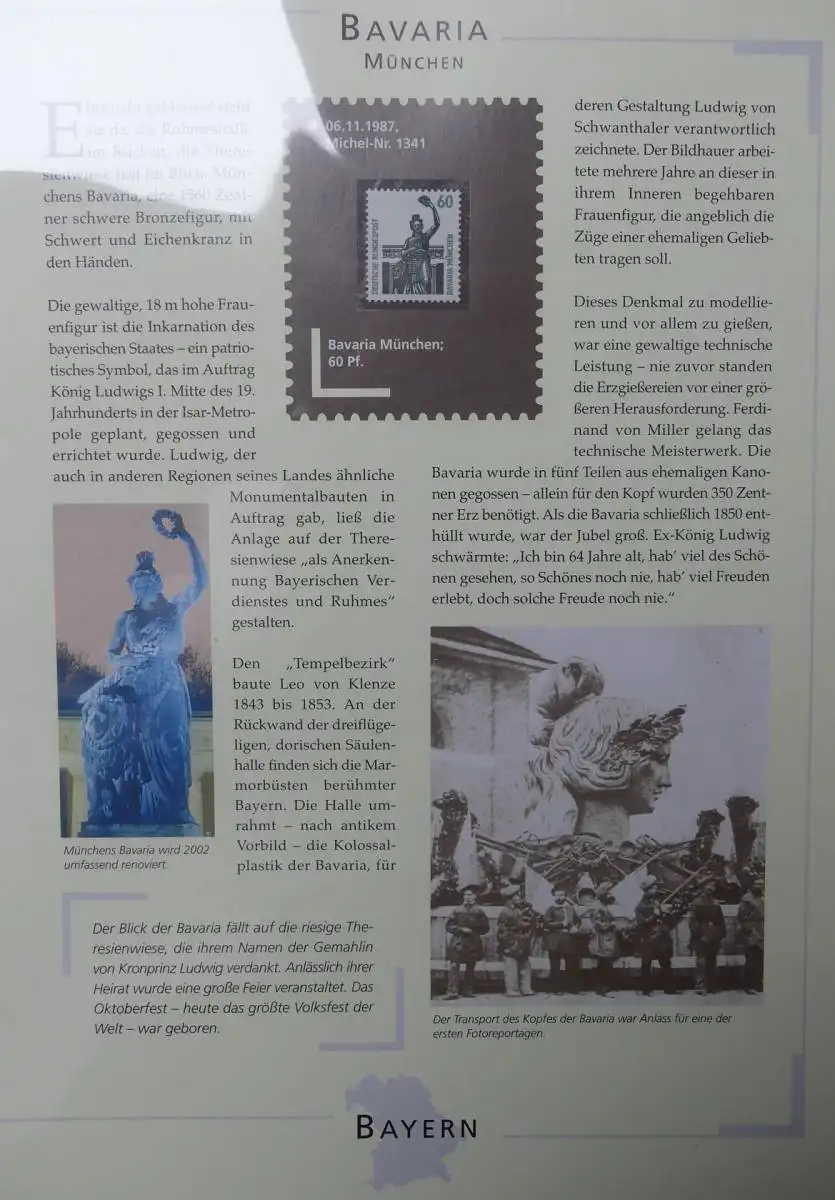 BAVARIA
MÜNCHEN
sie da, die Ruhmeshalle
im Rücken, die There-
sienwiese fest im Blick. Mün-
chens Bavaria, eine 1560 Zent-
ner schwere Bronzefigur, mit
Schwert und Eichenkranz in
den Händen.
Die gewaltige, 18 m hohe Frau-
enfigur ist die Inkarnation des
bayerischen Staates – ein patrio-
tisches Symbol, das im Auftrag
König Ludwigs I. Mitte des 19.
Jahrhunderts in der Isar-Metro-
pole geplant, gegossen und
errichtet wurde. Ludwig, der
auch in anderen Regionen seines Landes ähnliche
Monumentalbauten in
Auftrag gab, ließ die
Anlage auf der There-
sienwiese „als Anerken-
nung Bayerischen Ver-
dienstes und Ruhmes“
gestalten.
Den „Tempelbezirk“
baute Leo von Klenze
1843 bis 1853. An der
Rückwand der dreiflüge-
ligen, dorischen Säulen-
halle finden sich die Mar-
morbüsten berühmter
Bayern. Die Halle um-
rahmt – nach antikem
Vorbild – die Kolossal-
plastik der Bavaria, für
06.11.1987,
Michel-Nr. 1341
60
DEUTSCHE BUNDESPOST
BAVARIA MÜNCHEN
Bavaria München;
60 Pf.
deren Gestaltung Ludwig von
Schwanthaler verantwortlich
zeichnete. Der Bildhauer arbei-
tete mehrere Jahre an dieser in
ihrem Inneren begehbaren
Frauenfigur, die angeblich die
Züge einer ehemaligen Gelieb-
ten tragen soll.
Dieses Denkmal zu modellie-
ren und vor allem zu gießen,
war eine gewaltige technische
Leistung – nie zuvor standen
die Erzgießereien vor einer grö-
ßeren Herausforderung. Ferdi-
nand von Miller gelang das
technische Meisterwerk. Die
Bavaria wurde in fünf Teilen aus ehemaligen Kano-
nen gegossen – allein für den Kopf wurden 350 Zent-
ner Erz benötigt. Als die Bavaria schließlich 1850 ent-
hüllt wurde, war der Jubel groß. Ex-König Ludwig
schwärmte: „Ich bin 64 Jahre alt, hab’ viel des Schö-
nen gesehen, so Schönes noch nie, hab’ viel Freuden
erlebt, doch solche Freude noch nie.“
Münchens Bavaria wird 2002
umfassend renoviert.
Der Blick der Bavaria fällt auf die riesige The-
resienwiese, die ihrem Namen der Gemahlin
von Kronprinz Ludwig verdankt. Anlässlich ihrer
Heirat wurde eine große Feier veranstaltet. Das
Oktoberfest – heute das größte Volksfest der
Welt – war geboren.
Der Transport des Kopfes der Bavaria war Anlass für eine der
ersten Fotoreportagen.
BAYERN